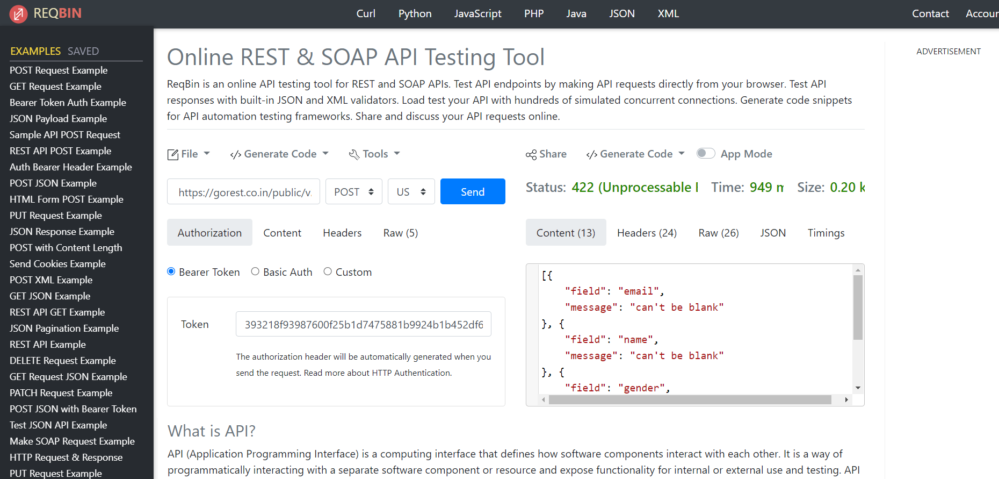 REQBIN
Curl Python JavaScript PHP Java JSON XML
Contact Accour
EXAMPLES SAVED
POST Request Example
GET Request Example
Bearer Token Auth Example
JSON Payload Example
Sample API POST Request
REST API POST Example
Auth Bearer Header Example
POST JSON Example
HTML Form POST Example
PUT Request Example
JSON Response Example
POST with Content Length
Send Cookies Example
POST XML Example
GET JSON Example
REST API GET Example
JSON Pagination Example
REST API Example
DELETE Request Example
GET Request JSON Example
PATCH Request Example
POST JSON with Bearer Token
Test JSON API Example
Make SOAP Request Example
HTTP Request & Response
PUT Request Example
Online REST & SOAP API Testing Tool
ReqBin is an online API testing tool for REST and SOAP APIs. Test API endpoints by making API requests directly from your browser. Test API
responses with built-in JSON and XML validators. Load test your API with hundreds of simulated concurrent connections. Generate code snippets
for API automation testing frameworks. Share and discuss your API requests online.
File Generate Code Tools
https://gorest.co.in/public/v. POST US Send
Authorization Content Headers Raw (5)
Bearer Token Basic Auth Custom
Token 393218f93987600f25b1d7475881b9924b1b452df6
The authorization header will be automatically generated when you
send the request. Read more about HTTP Authentication.
Share Generate Code App Mode
Status: 422 (Unprocessable Time: 949 m Size: 0.20 k
Content (13) Headers (24) Raw (26) JSON Timings
[{
"field": "email",
"message": "can't be blank"
}, {
"field": "name",
"message": "can't be blank"
}, {
"field": "gender",
What is API?
API (Application Programming Interface) is a computing interface that defines how software components interact with each other. It is a way of
programmatically interacting with a separate software component or resource and expose functionality for internal or external use and testing. API
ADVERTISEMENT